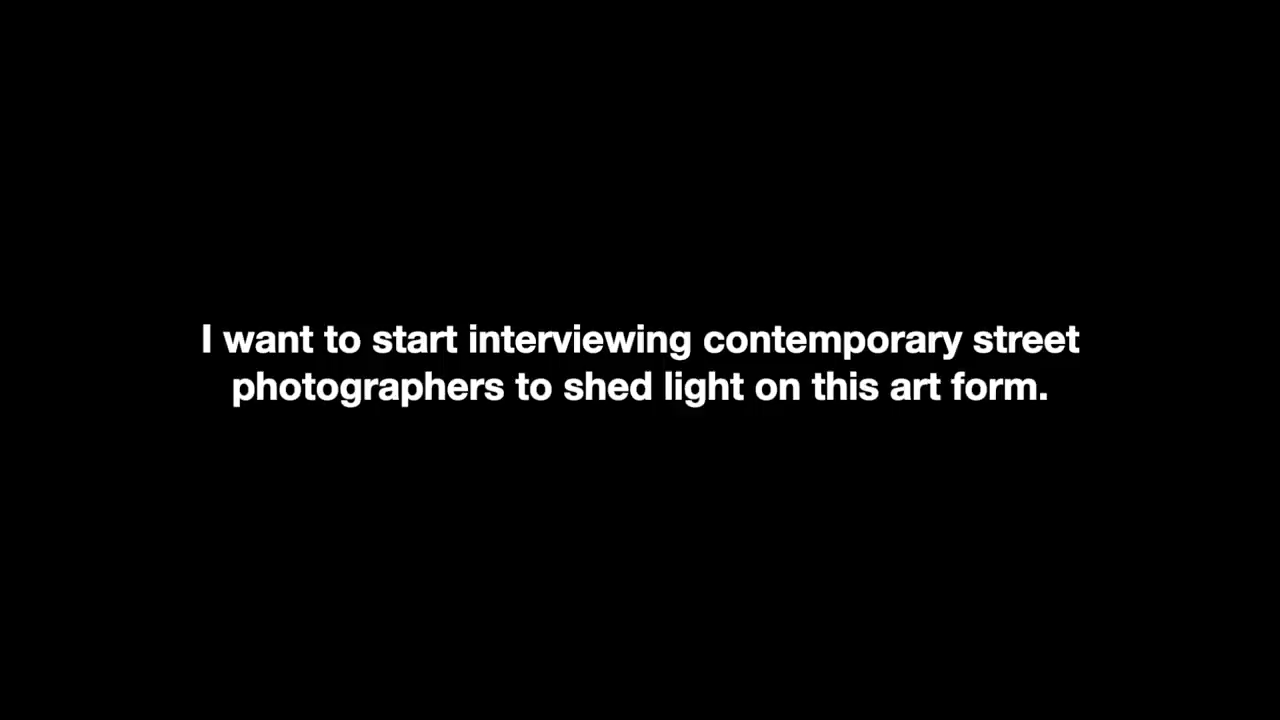 I want to start interviewing contemporary street
photographers to shed light on this art form.